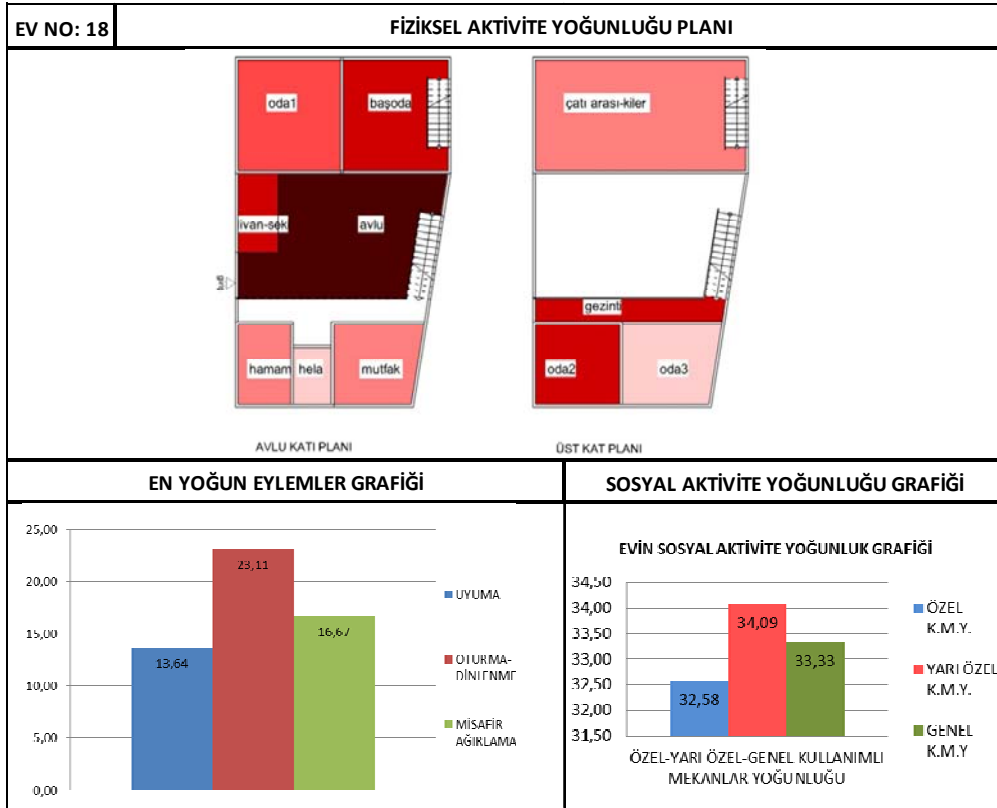 EV NO: 18
FİZİKSEL AKTİVİTE YOĞUNLUĞU PLANI
oda1
başoda
ivan-seki
avlu
hamam
hela
mutfak
AVLU KATI PLANI
çatı arası-kiler
gezinti
oda2
oda3
ÜST KAT PLANI
EN YOĞUN EYLEMLER GRAFİĞİ
25,00
20,00
15,00
10,00
5,00
0,00
13,64
23,11
16,67
UYUMA
OTURMA-
DİNLENME
MİSAFİR
AĞIRLAMA
SOSYAL AKTİVİTE YOĞUNLUĞU GRAFİĞİ
EVİN SOSYAL AKTİVİTE YOĞUNLUK GRAFİĞİ
34,50
34,00
33,50
33,00
32,50
32,00
31,50
32,58
34,09
33,33
ÖZEL-YARI ÖZEL-GENEL KULLANIMLI
MEKANLAR YOĞUNLUĞU
ÖZEL
K.M.Y.
YARI ÖZEL
K.M.Y.
GENEL
K.M.Y